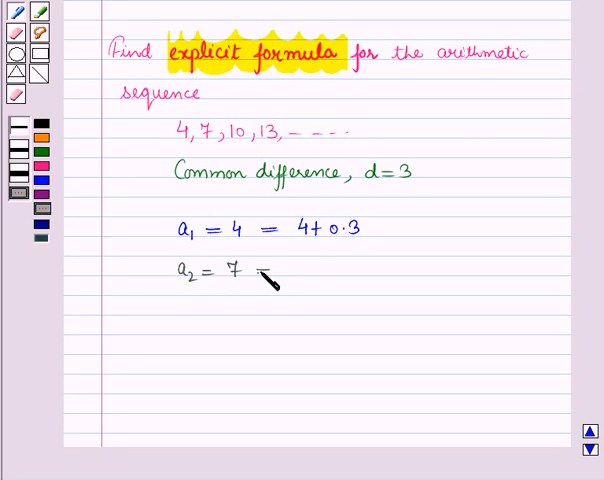 Find explicit formula for the arithmetic
sequence
4, 7, 10, 13, ----.
Common difference, d=3
a₁ = 4 = 4+0·3
a₂ = 7 =